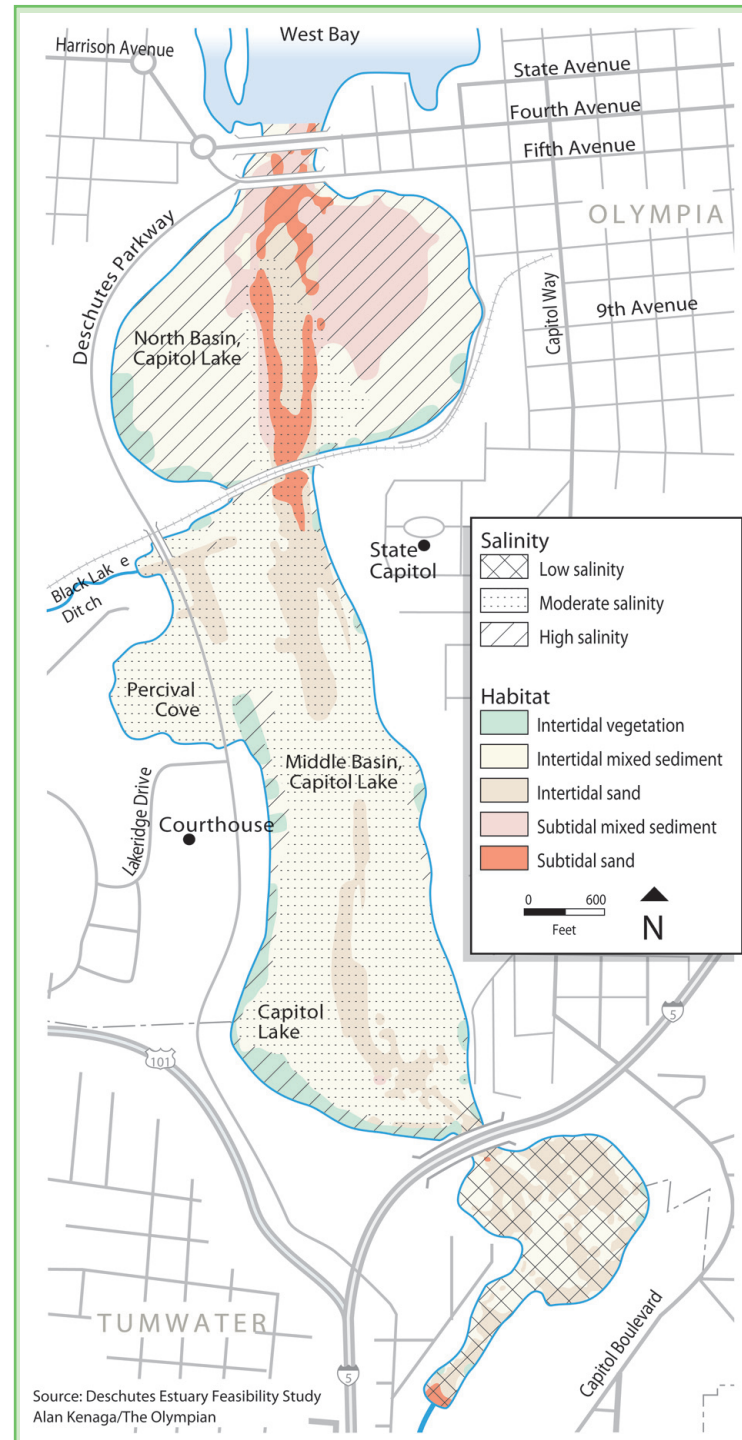 West Bay
Harrison Avenue
State Avenue
Fourth Avenue
Fifth Avenue
OLYMPIA
Deschutes Parkway
Capitol Way
9th Avenue
North Basin,
Capitol Lake
State
Capitol
Black Lak e
Dit ch
Percival
Cove
Middle Basin,
Capitol Lake
Lakeridge Drive
Courthouse
Capitol
Lake
Salinity
Low salinity
Moderate salinity
High salinity
Habitat
Intertidal vegetation
Intertidal mixed sediment
Intertidal sand
Subtidal mixed sediment
Subtidal sand
0 600
Feet
N
5
101
TUMWATER
Capitol Boulevard
5
Source: Deschutes Estuary Feasibility Study
Alan Kenaga/The Olympian